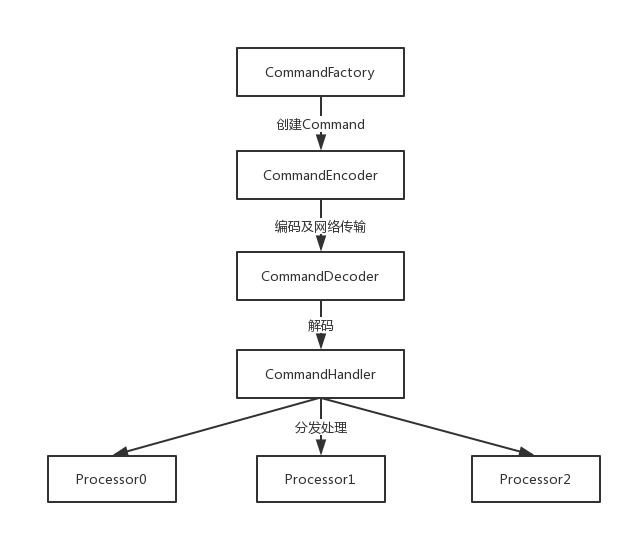 CommandFactory
创建Command
CommandEncoder
编码及网络传输
CommandDecoder
解码
CommandHandler
分发处理
Processor0
Processor1
Processor2